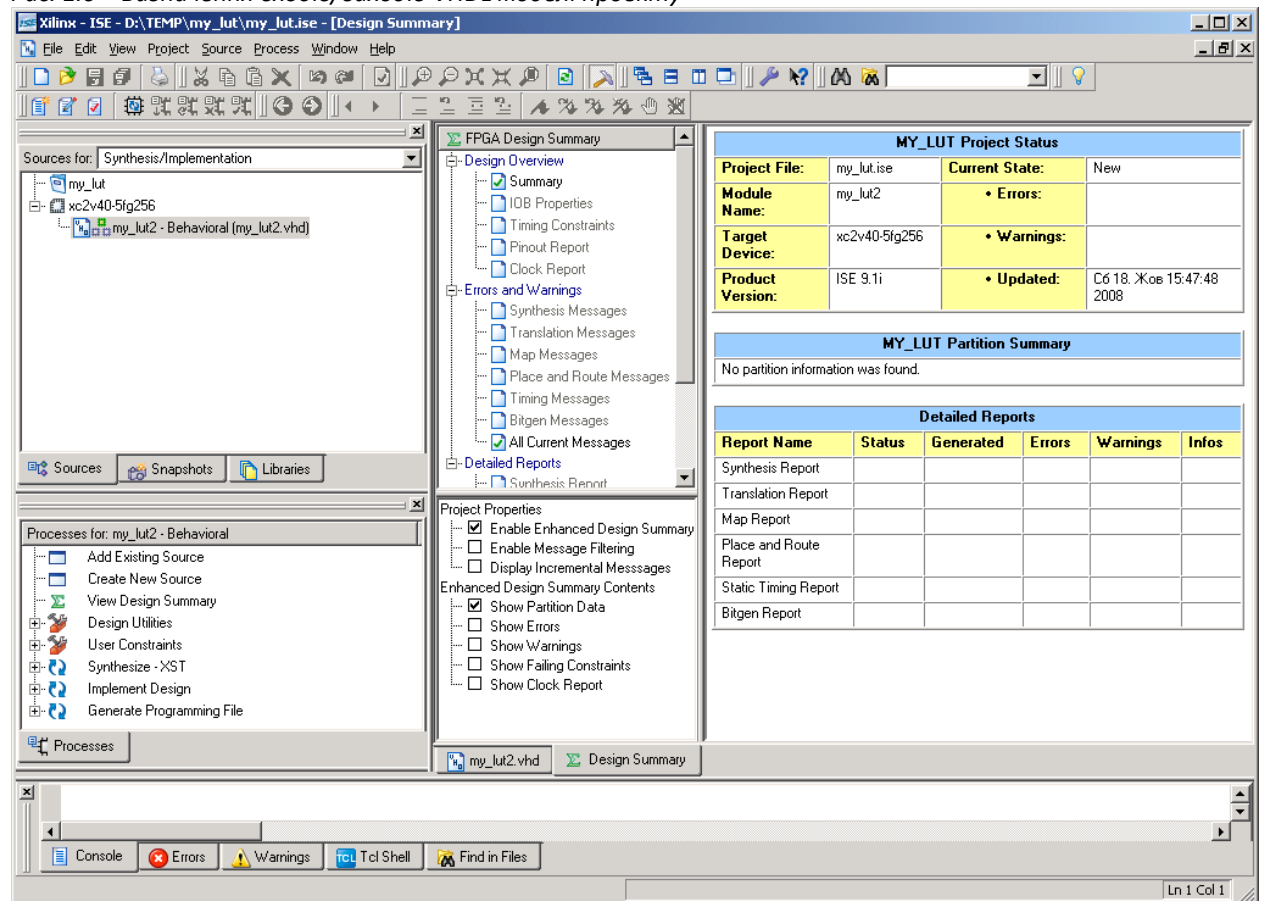 Xilinx - ISE - D:\TEMP\my_lut\my_lut.ise - [Design Summary]
File Edit View Project Source Process Window Help
Sources for: Synthesis/Implementation
my_lut
xc2v40-5fg256
my_lut2 - Behavioral (my_lut2.vhd)
Sources Snapshots Libraries
Processes for: my_lut2 - Behavioral
Add Existing Source
Create New Source
View Design Summary
Design Utilities
User Constraints
Synthesize - XST
Implement Design
Generate Programming File
Processes
FPGA Design Summary
Design Overview
Summary
IOB Properties
Timing Constraints
Pinout Report
Clock Report
Errors and Warnings
Synthesis Messages
Translation Messages
Map Messages
Place and Route Messages
Timing Messages
Bitgen Messages
All Current Messages
Detailed Reports
Synthesis Report
Project Properties
Enable Enhanced Design Summary
Enable Message Filtering
Display Incremental Messsages
Enhanced Design Summary Contents
Show Partition Data
Show Errors
Show Warnings
Show Failing Constraints
Show Clock Report
MY_LUT Project Status
Project File: my_lut.ise Current State: New
Module Name: my_lut2 • Errors:
Target Device: xc2v40-5fg256 • Warnings:
Product Version: ISE 9.1i • Updated: Сб 18. Жов 15:47:48 2008
MY_LUT Partition Summary
No partition information was found.
Detailed Reports
Report Name Status Generated Errors Warnings Infos
Synthesis Report
Translation Report
Map Report
Place and Route Report
Static Timing Report
Bitgen Report
my_lut2.vhd Design Summary
Console Errors Warnings Tcl Shell Find in Files
Ln 1 Col 1